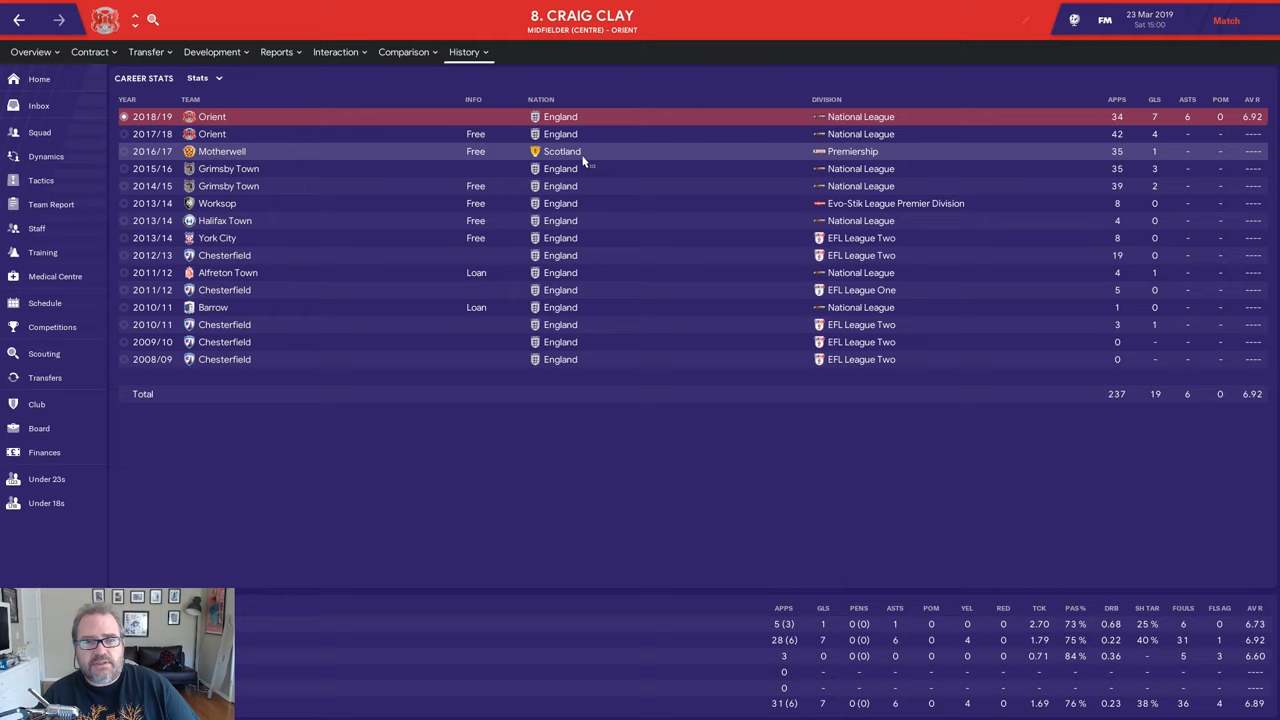 8. CRAIG CLAY
MIDFIELDER (CENTRE) - ORIENT
FM
23 Mar 2019
Sat 15:00
Match
Overview Contract Transfer Development Reports Interaction Comparison History
Home
Inbox
Squad
Dynamics
Tactics
Team Report
Staff
Training
Medical Centre
Schedule
Competitions
Scouting
Transfers
Club
Board
Finances
Under 23s
Under 18s
CAREER STATS Stats
YEAR TEAM INFO NATION DIVISION APPS GLS ASTS POM AV R
2018/19 Orient England National League 34 7 6 0 6.92
2017/18 Orient Free England National League 42 4 - - ----
2016/17 Motherwell Free Scotland Premiership 35 1 - - ----
2015/16 Grimsby Town England National League 35 3 - - ----
2014/15 Grimsby Town Free England National League 39 2 - - ----
2013/14 Worksop Free England Evo-Stik League Premier Division 8 0 - - ----
2013/14 Halifax Town Free England National League 4 0 - - ----
2013/14 York City Free England EFL League Two 8 0 - - ----
2012/13 Chesterfield England EFL League Two 19 0 - - ----
2011/12 Alfreton Town Loan England National League 4 1 - - ----
2011/12 Chesterfield England EFL League One 5 0 - - ----
2010/11 Barrow Loan England National League 1 0 - - ----
2010/11 Chesterfield England EFL League Two 3 1 - - ----
2009/10 Chesterfield England EFL League Two 0 - - - ----
2008/09 Chesterfield England EFL League Two 0 - - - ----
Total 237 19 6 0 6.92
APPS GLS PENS ASTS POM YEL RED TCK PAS % DRB SH TAR FOULS FLS AG AV R
5 (3) 1 0 (0) 1 0 0 0 2.70 73 % 0.68 25 % 6 0 6.73
28 (6) 7 0 (0) 6 0 4 0 1.79 75 % 0.22 40 % 31 1 6.92
3 0 0 (0) 0 0 0 0 0.71 84 % 0.36 - 5 3 6.60
0 - - - - - - - - - - - - ----
0 - - - - - - - - - - - - ----
31 (6) 7 0 (0) 6 0 4 0 1.69 76 % 0.23 38 % 36 4 6.89